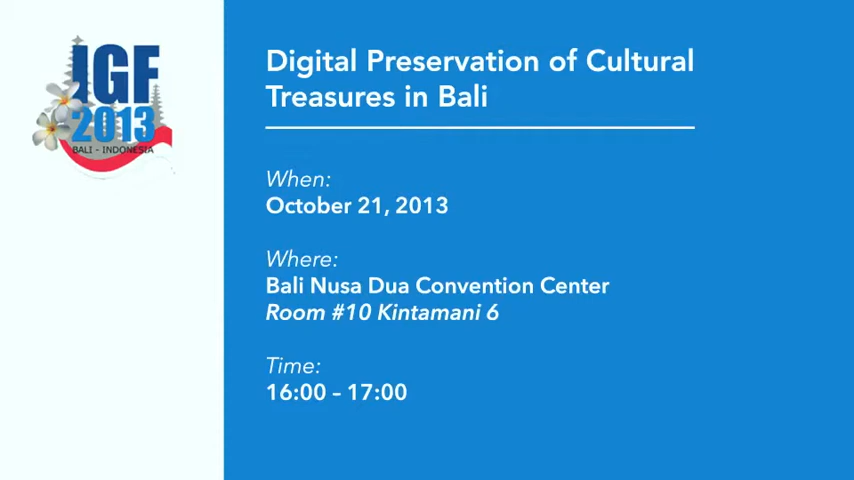 IGF
2013
BALI - INDONESIA
Digital Preservation of Cultural
Treasures in Bali
When:
October 21, 2013
Where:
Bali Nusa Dua Convention Center
Room #10 Kintamani 6
Time:
16:00 – 17:00